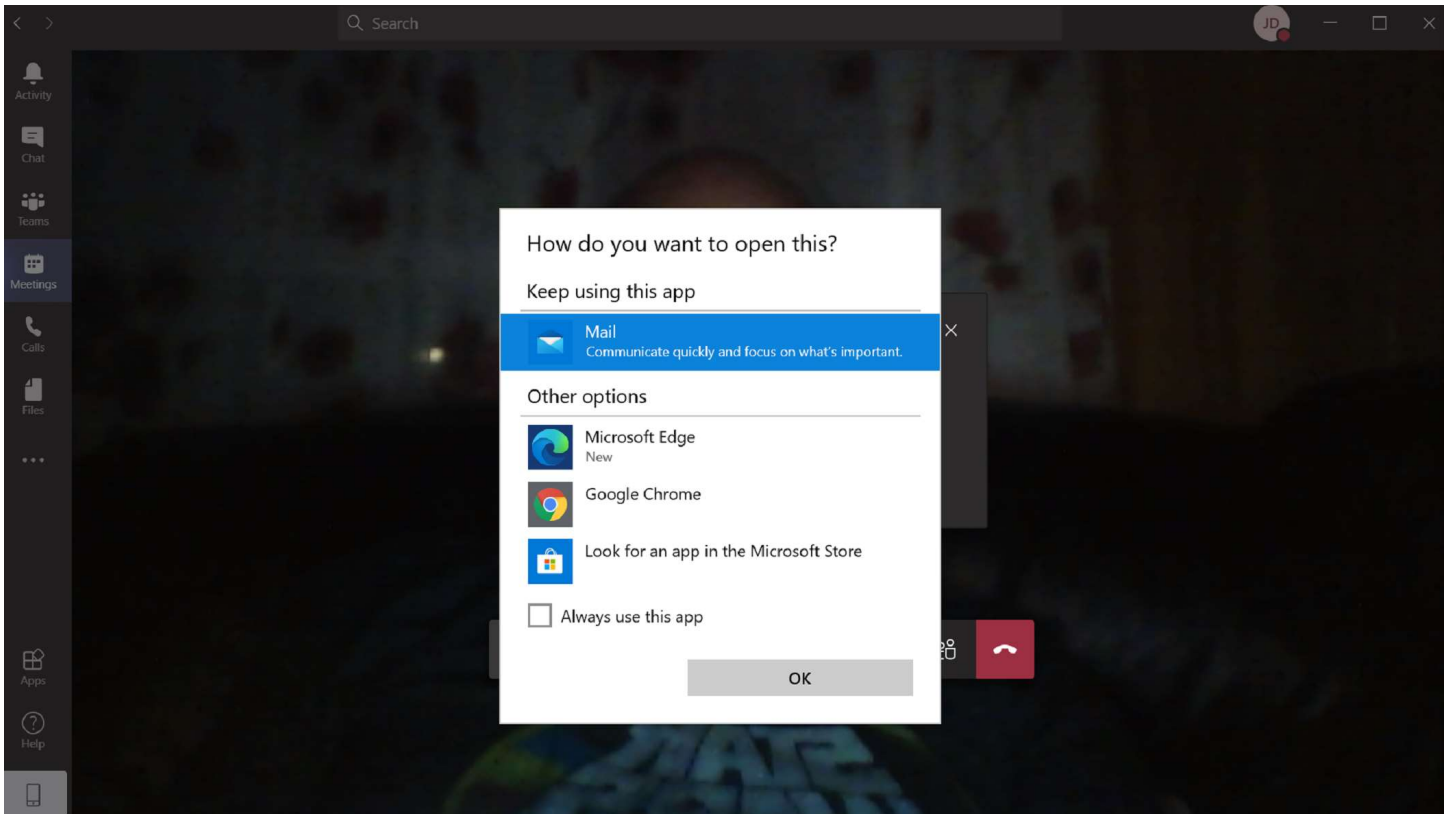 Search
JD
Activity
Chat
Teams
Meetings
Calls
Files
Apps
Help
How do you want to open this?
Keep using this app
Mail
Communicate quickly and focus on what's important.
Other options
Microsoft Edge
New
Google Chrome
Look for an app in the Microsoft Store
Always use this app
OK